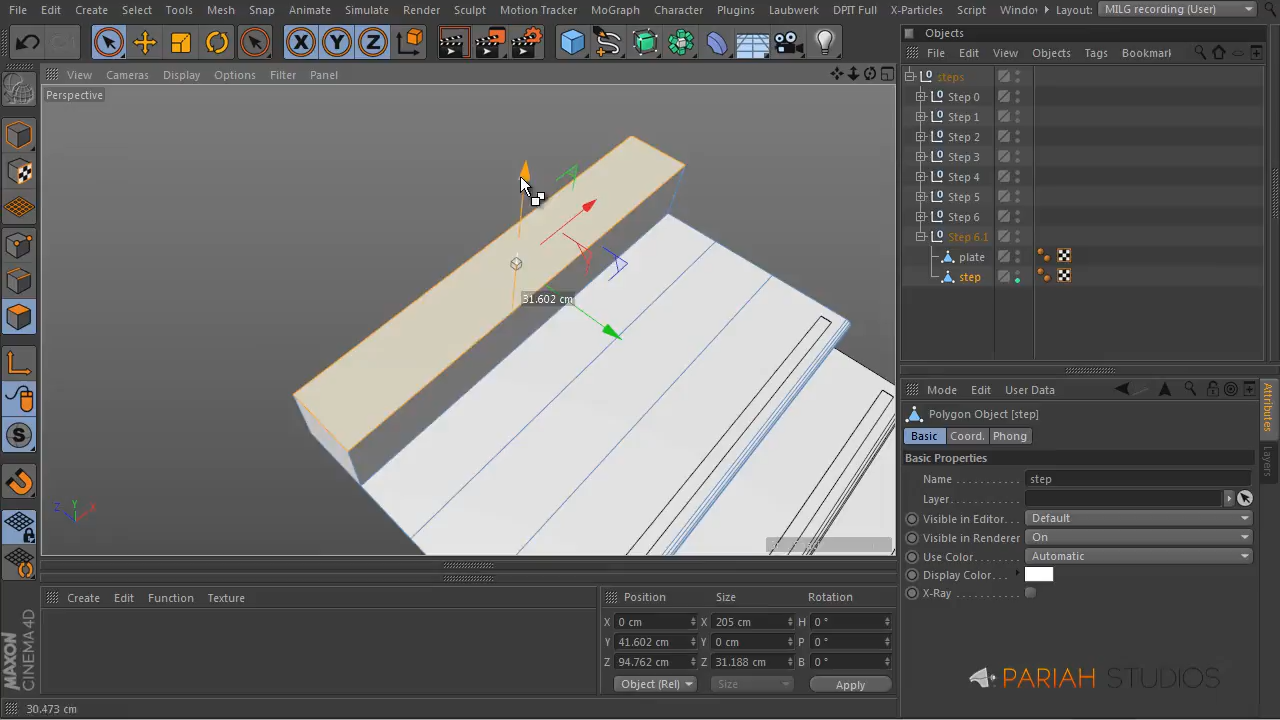 File Edit Create Select Tools Mesh Snap Animate Simulate Render Sculpt Motion Tracker MoGraph Character Plugins Laubwerk DPIT Full X-Particles Script Windo Layout: MILG recording (User)
X Y Z
Objects
File Edit View Objects Tags Bookmarl
View Cameras Display Options Filter Panel
Perspective
steps
Step 0
Step 1
Step 2
Step 3
Step 4
Step 5
Step 6
Step 6.1
plate
step
31.602 cm
Mode Edit User Data
Polygon Object [step]
Basic Coord. Phong
Basic Properties
Name step
Layer
Visible in Editor Default
Visible in Renderer On
Use Color Automatic
Display Color
X-Ray
Attributes
Layers
Z Y X
Create Edit Function Texture
Position Size Rotation
X 0 cm X 205 cm H 0 °
Y 41.602 cm Y 0 cm P 0 °
Z 94.762 cm Z 31.188 cm B 0 °
Object (Rel) Size Apply
MAXON
CINEMA 4D
PARIAH STUDIOS
30.473 cm